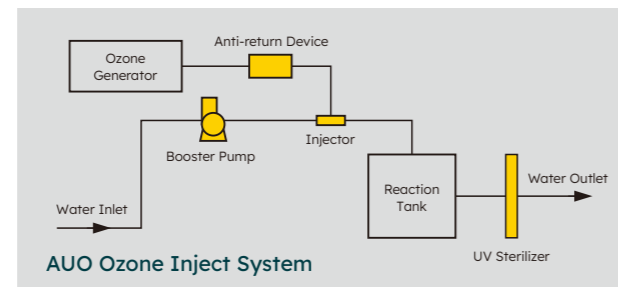 Anti-return Device
Ozone
Generator
Injector
Booster Pump
Reaction
Tank
Water Outlet
Water Inlet
UV Sterilizer
AUO Ozone Inject System